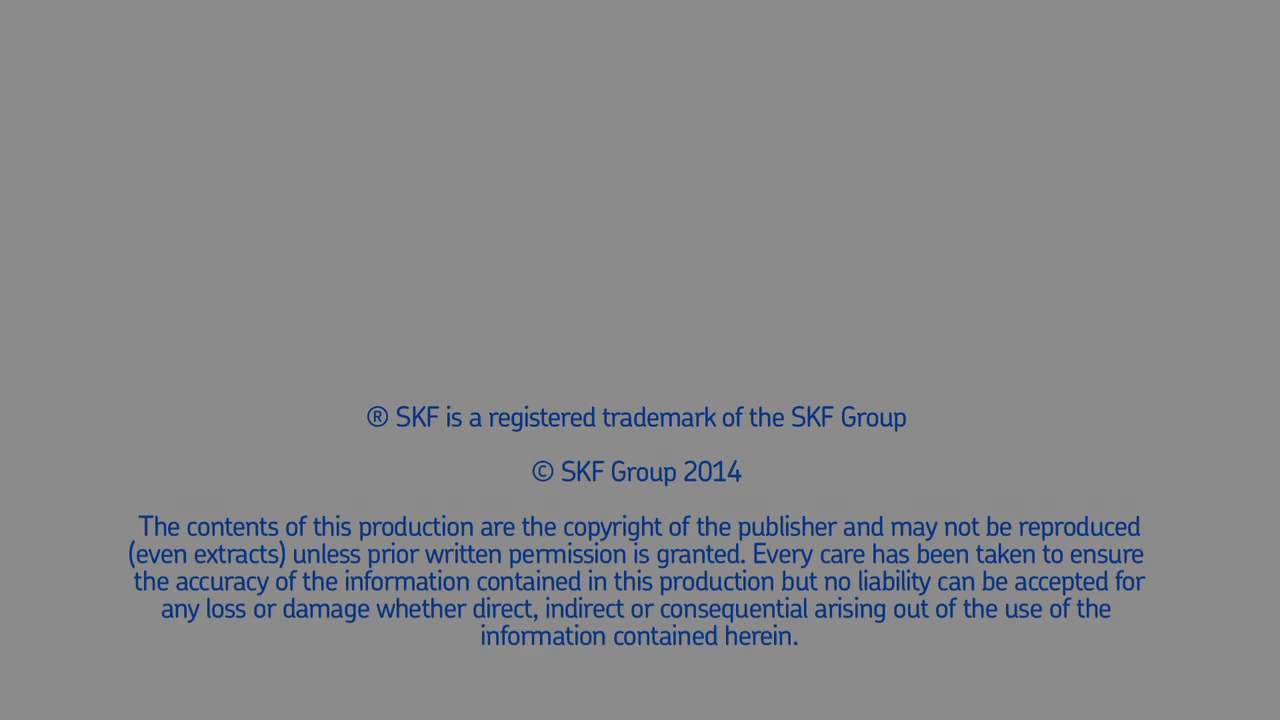 ® SKF is a registered trademark of the SKF Group
© SKF Group 2014
The contents of this production are the copyright of the publisher and may not be reproduced
(even extracts) unless prior written permission is granted. Every care has been taken to ensure
the accuracy of the information contained in this production but no liability can be accepted for
any loss or damage whether direct, indirect or consequential arising out of the use of the
information contained herein.